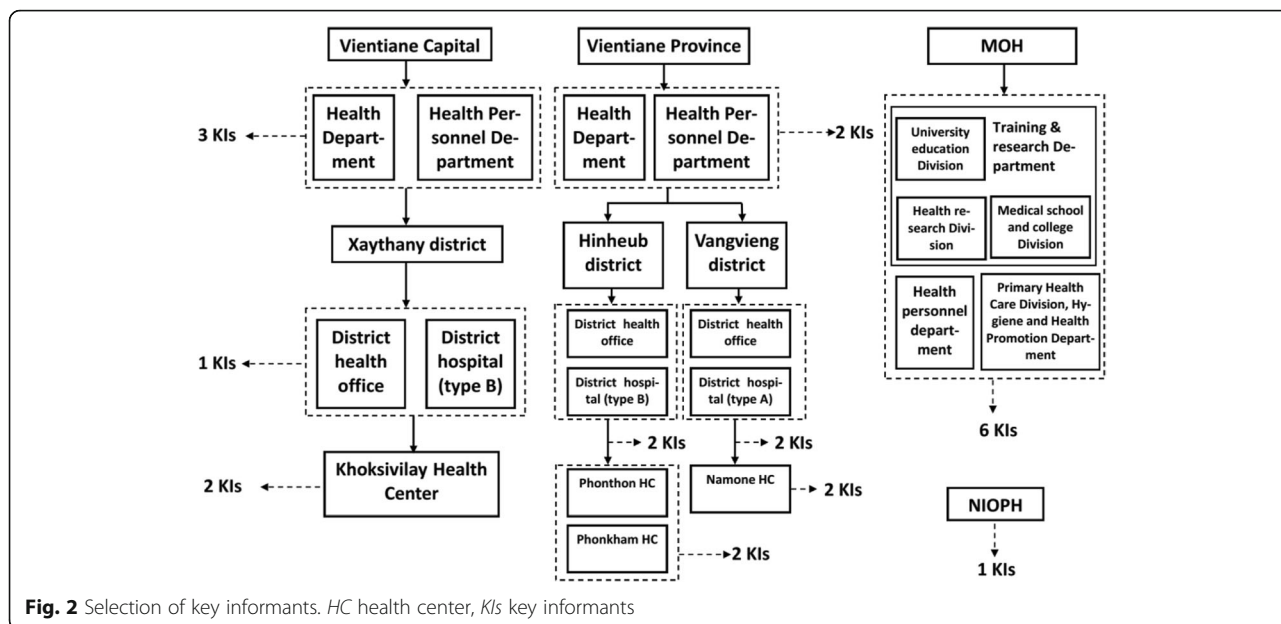 Vientiane Capital
Vientiane Province
MOH
Health
Depart-
ment
Health Per-
sonnel De-
partment
3 KIs
Health
Depart-
ment
Health
Personnel
Department
2 KIs
University
education
Division
Training &
research De-
partment
Health re-
search Divi-
sion
Medical school
and college
Division
Health
personnel
depart-
ment
Primary Health
Care Division, Hy-
giene and Health
Promotion Depart-
ment
6 KIs
Xaythany district
Hinheub
district
Vangvieng
district
District
health
office
District
hospital
(type B)
1 KIs
District health
office
District hospi-
tal (type B)
2 KIs
District health
office
District hospi-
tal (type A)
2 KIs
Khoksivilay Health
Center
2 KIs
Phonthon HC
Phonkham HC
2 KIs
Namone HC
2 KIs
NIOPH
1 KIs
Fig. 2 Selection of key informants. HC health center, KIs key informants